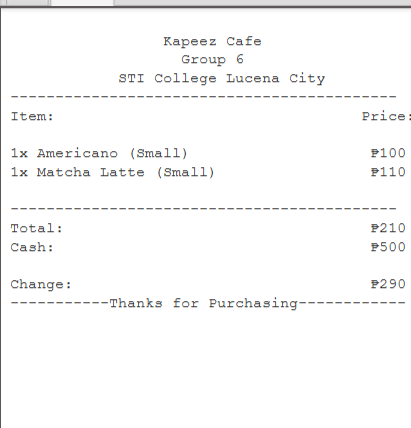 Kapeez Cafe
Group 6
STI College Lucena City
-------------------------------------------
Item: Price:
1x Americano (Small) ₱100
1x Matcha Latte (Small) ₱110
-------------------------------------------
Total: ₱210
Cash: ₱500
Change: ₱290
-----------Thanks for Purchasing------------